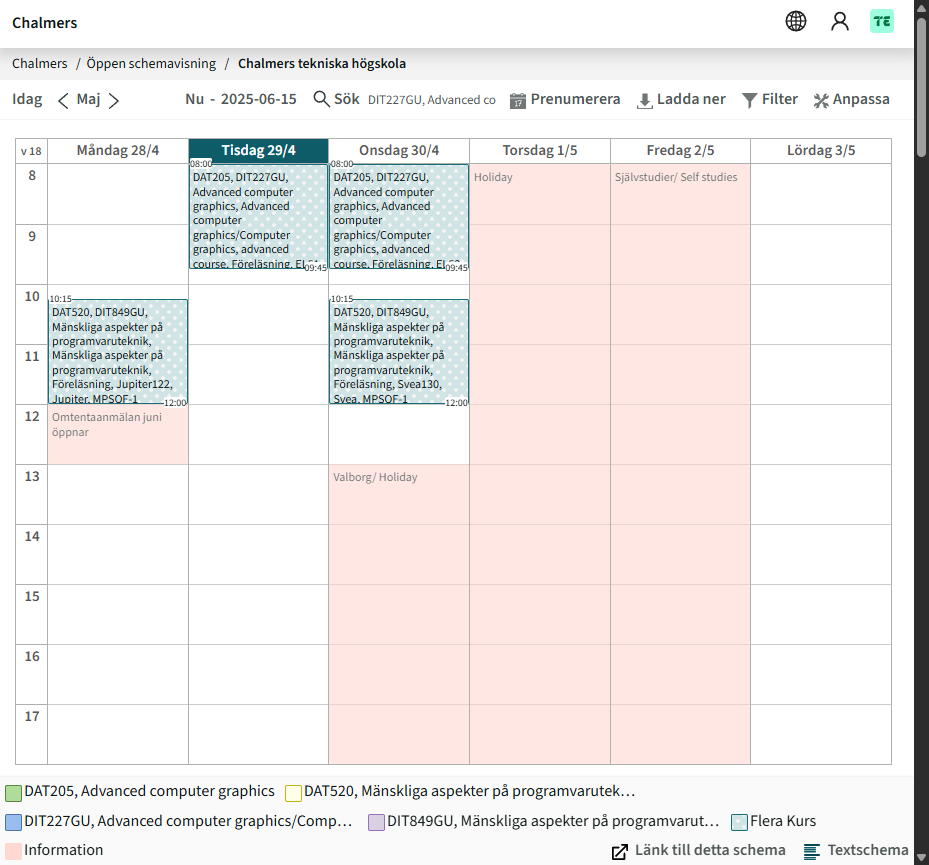 Chalmers
TE
Chalmers / Öppen schemavisning / Chalmers tekniska högskola
Idag Maj Nu - 2025-06-15 Sök DIT227GU, Advanced co 17 Prenumerera Ladda ner Filter Anpassa
v 18 Måndag 28/4 Tisdag 29/4 Onsdag 30/4 Torsdag 1/5 Fredag 2/5 Lördag 3/5
8
9
10
11
12
13
14
15
16
17
10:15
DAT520, DIT849GU,
Mänskliga aspekter på
programvaruteknik,
Mänskliga aspekter på
programvaruteknik,
Föreläsning, Jupiter122,
Jupiter, MPSOF-1
12:00
Omtentaanmälan juni
öppnar
08:00
DAT205, DIT227GU,
Advanced computer
graphics, Advanced
computer
graphics/Computer
graphics, advanced
course, Föreläsning,
09:45
08:00
DAT205, DIT227GU,
Advanced computer
graphics, Advanced
computer
graphics/Computer
graphics, advanced
course, Föreläsning,
09:45
10:15
DAT520, DIT849GU,
Mänskliga aspekter på
programvaruteknik,
Mänskliga aspekter på
programvaruteknik,
Föreläsning, Svea130,
Svea, MPSOF-1
12:00
Valborg/ Holiday
Holiday
Självstudier/ Self studies
DAT205, Advanced computer graphics DAT520, Mänskliga aspekter på programvarutek…
DIT227GU, Advanced computer graphics/Comp… DIT849GU, Mänskliga aspekter på programvarut… Flera Kurs
Information Länk till detta schema Textschema